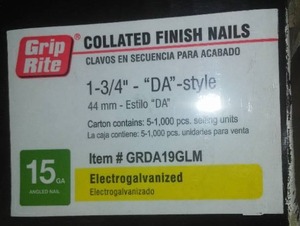 Grip
Rite
COLLATED FINISH NAILS
CLAVOS EN SECUENCIA PARA ACABADO
1-3/4" - "DA"-style
44 mm - Estilo "DA"
Carton contains: 5-1,000 pcs. selling units
La caja contiene: 5-1,000 pcs. unidades para venta
15 GA
ANGLED NAIL
Item # GRDA19GLM
Electrogalvanized
Electrogalvanizado